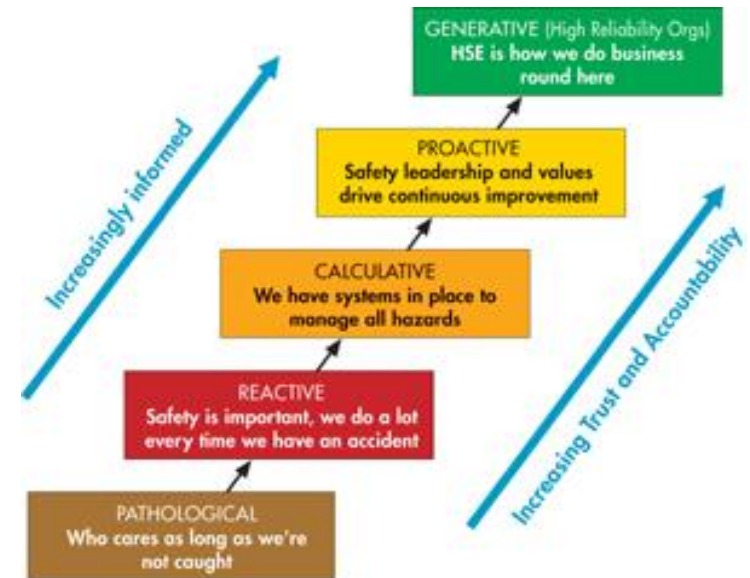 GENERATIVE (High Reliability Orgs)
HSE is how we do business
round here
Increasingly informed
PROACTIVE
Safety leadership and values
drive continuous improvement
CALCULATIVE
We have systems in place to
manage all hazards
Increasing Trust and Accountability
REACTIVE
Safety is important, we do a lot
every time we have an accident
PATHOLOGICAL
Who cares as long as we're
not caught